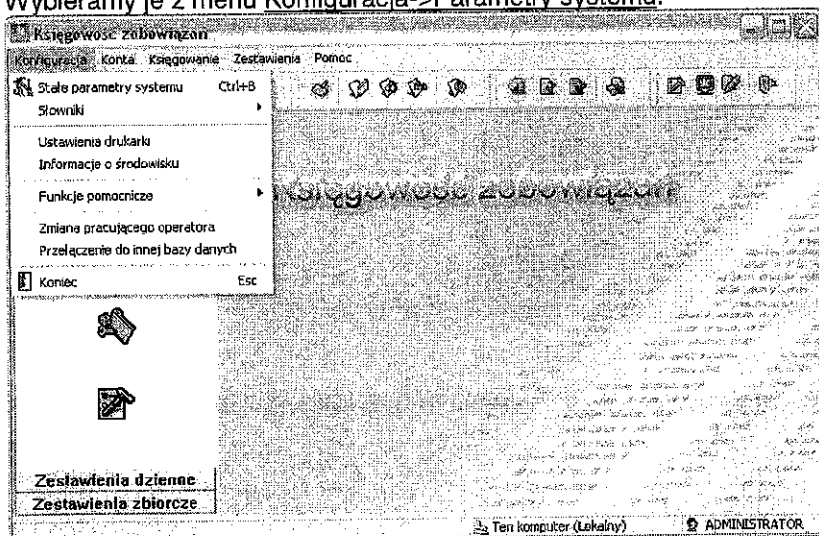 Wybieramy je z menu Konfiguracja->Parametry systemu.
Księgowość zobowiązań
Konfiguracja Konta Księgowanie Zestawienia Pomoc
Stałe parametry systemu Ctrl+B
Słowniki
Ustawienia drukarki
Informacje o środowisku
Funkcje pomocnicze
Zmiana pracującego operatora
Przełączenie do innej bazy danych
Koniec Esc
Księgowość zobowiązań
Zestawienia dzienne
Zestawienia zbiorcze
Ten komputer (Lokalny) ADMINISTRATOR